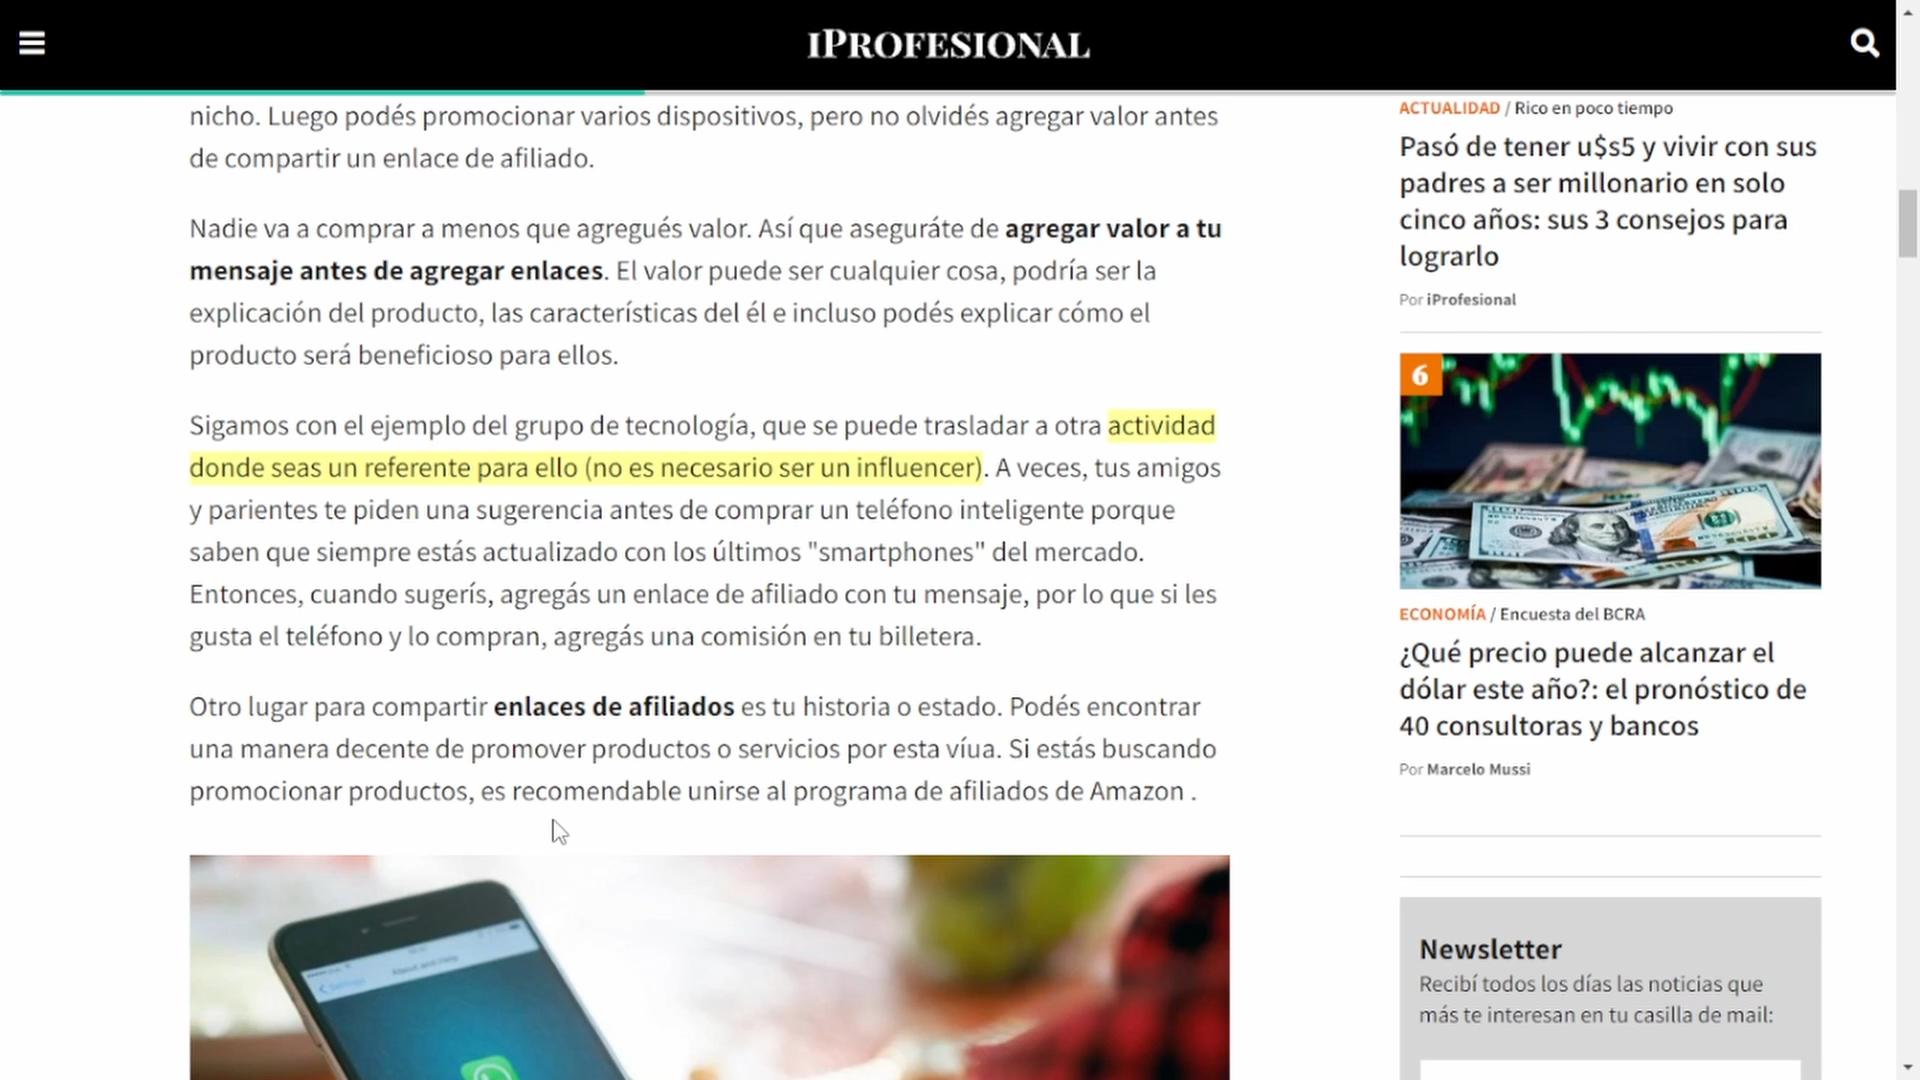 iPROFESIONAL
nicho. Luego podés promocionar varios dispositivos, pero no olvidés agregar valor antes
de compartir un enlace de afiliado.
Nadie va a comprar a menos que agregués valor. Así que aseguráte de agregar valor a tu
mensaje antes de agregar enlaces. El valor puede ser cualquier cosa, podría ser la
explicación del producto, las características del él e incluso podés explicar cómo el
producto será beneficioso para ellos.
Sigamos con el ejemplo del grupo de tecnología, que se puede trasladar a otra actividad
donde seas un referente para ello (no es necesario ser un influencer). A veces, tus amigos
y parientes te piden una sugerencia antes de comprar un teléfono inteligente porque
saben que siempre estás actualizado con los últimos "smartphones" del mercado.
Entonces, cuando sugerís, agregás un enlace de afiliado con tu mensaje, por lo que si les
gusta el teléfono y lo compran, agregás una comisión en tu billetera.
Otro lugar para compartir enlaces de afiliados es tu historia o estado. Podés encontrar
una manera decente de promover productos o servicios por esta víua. Si estás buscando
promocionar productos, es recomendable unirse al programa de afiliados de Amazon .
ACTUALIDAD / Rico en poco tiempo
Pasó de tener u$s5 y vivir con sus
padres a ser millonario en solo
cinco años: sus 3 consejos para
lograrlo
Por iProfesional
6
100
ECONOMÍA / Encuesta del BCRA
¿Qué precio puede alcanzar el
dólar este año?: el pronóstico de
40 consultoras y bancos
Por Marcelo Mussi
Newsletter
Recibí todos los días las noticias que
más te interesan en tu casilla de mail: